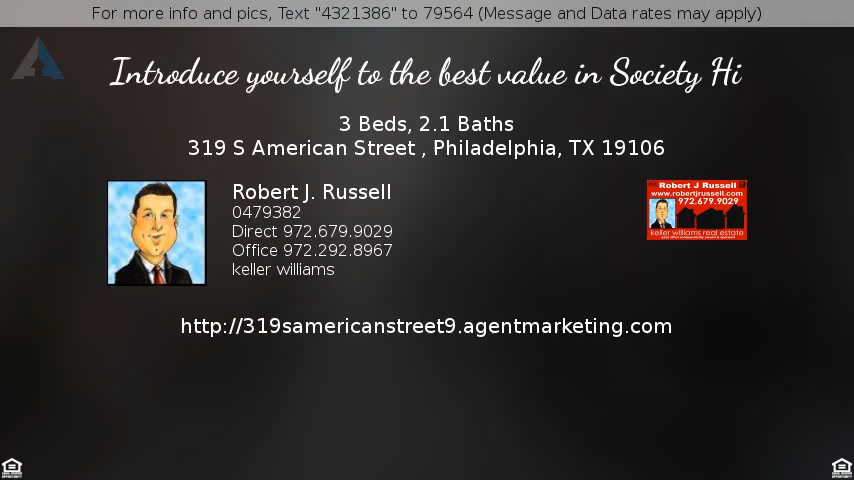 For more info and pics, Text "4321386" to 79564 (Message and Data rates may apply)
Introduce yourself to the best value in Society Hi
3 Beds, 2.1 Baths
319 S American Street , Philadelphia, TX 19106
Robert J. Russell
0479382
Direct 972.679.9029
Office 972.292.8967
keller williams
Robert J Russell
www.robertjrussell.com
972.679.9029
keller williams real estate
http://319samericanstreet9.agentmarketing.com